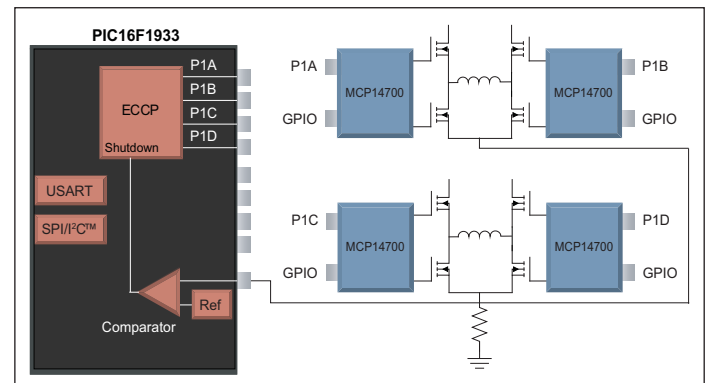 PIC16F1933
P1A
P1B
P1C
P1D
ECCP
Shutdown
USART
SPI/I²C™
Ref
Comparator
P1A
GPIO
MCP14700
MCP14700
P1B
GPIO
P1C
GPIO
MCP14700
MCP14700
P1D
GPIO